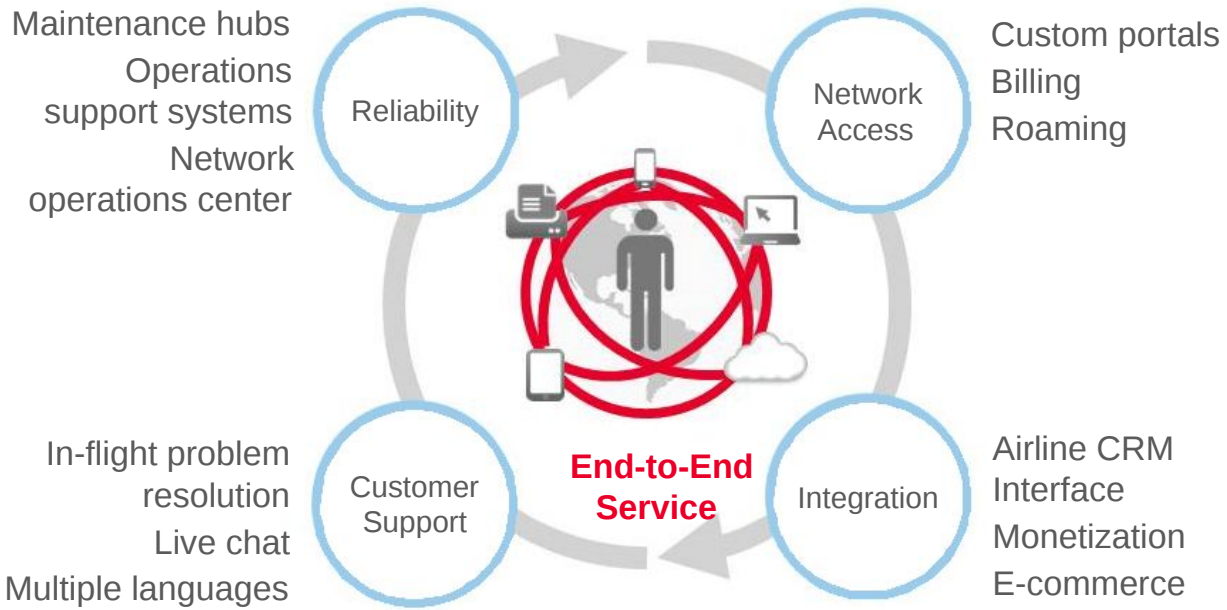 Maintenance hubs
Operations
support systems
Network
operations center
Reliability
Network
Access
Custom portals
Billing
Roaming
In-flight problem
resolution
Live chat
Multiple languages
Customer
Support
End-to-End
Service
Integration
Airline CRM
Interface
Monetization
E-commerce